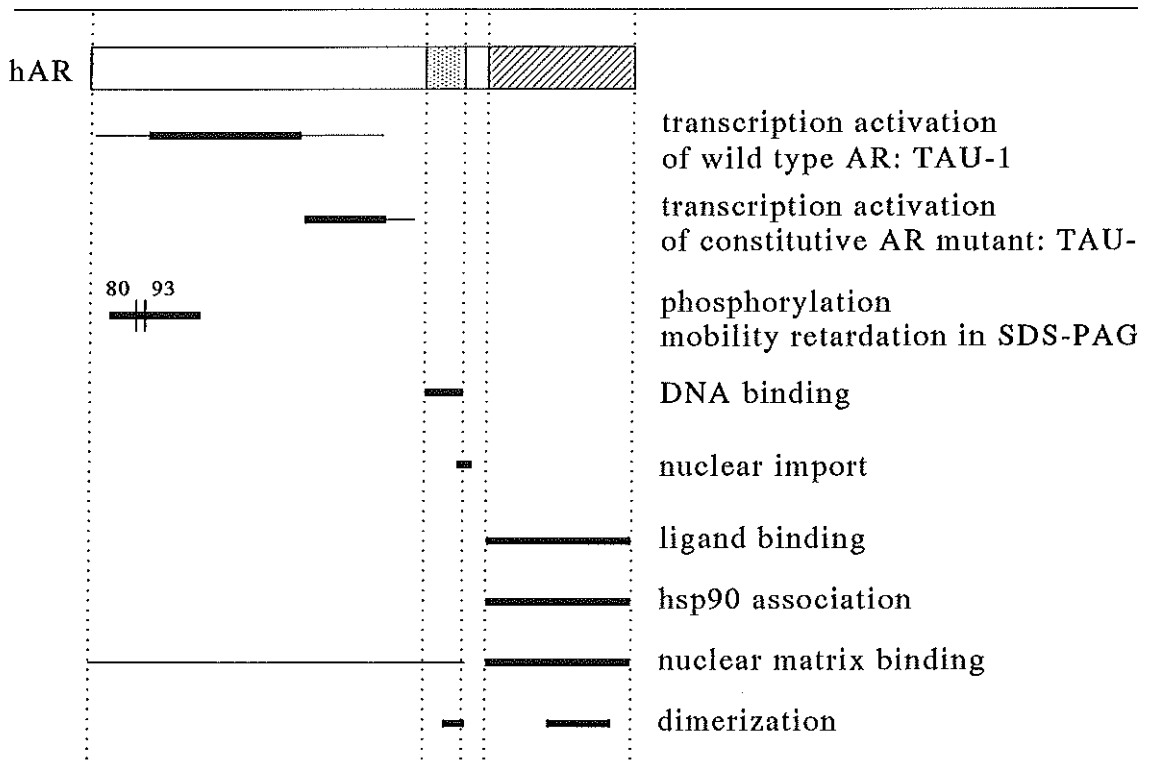 hAR
transcription activation
of wild type AR: TAU-1
transcription activation
of constitutive AR mutant: TAU-
80 93
phosphorylation
mobility retardation in SDS-PAG
DNA binding
nuclear import
ligand binding
hsp90 association
nuclear matrix binding
dimerization